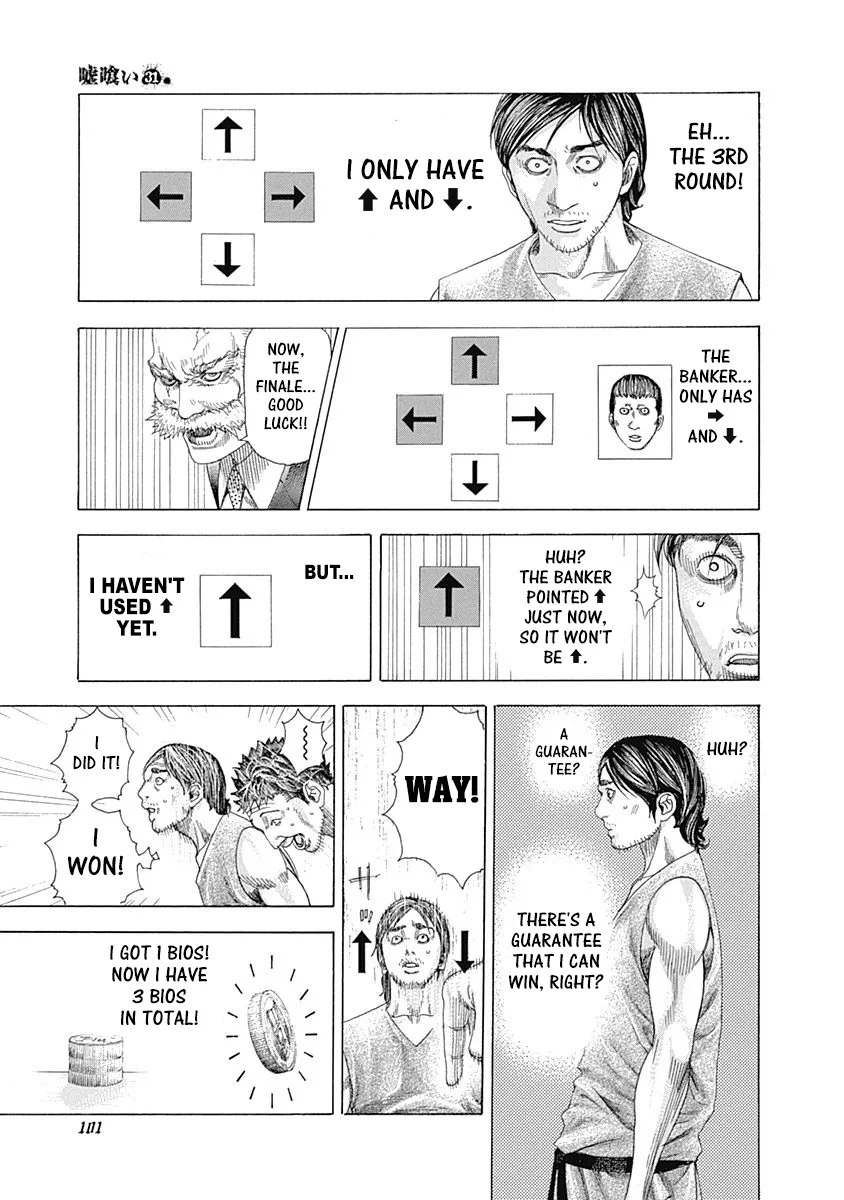 嘘喰い 31
EH...
THE 3RD
ROUND!
I ONLY HAVE
⬆ AND ⬇.
↑
←
→
↓
THE
BANKER...
ONLY HAS
➡
AND ⬇.
↑
←
→
↓
NOW,
THE
FINALE...
GOOD
LUCK!!
HUH?
THE BANKER
POINTED ⬆
JUST NOW,
SO IT WON'T
BE ⬆.
↑
BUT...
↑
I HAVEN'T
USED ⬆
YET.
HUH?
A
GUARAN-
TEE?
THERE'S A
GUARANTEE
THAT I CAN
WIN, RIGHT?
WAY!
↑
↓
I
DID IT!
I
WON!
I GOT 1 BIOS!
NOW I HAVE
3 BIOS
IN TOTAL!
101